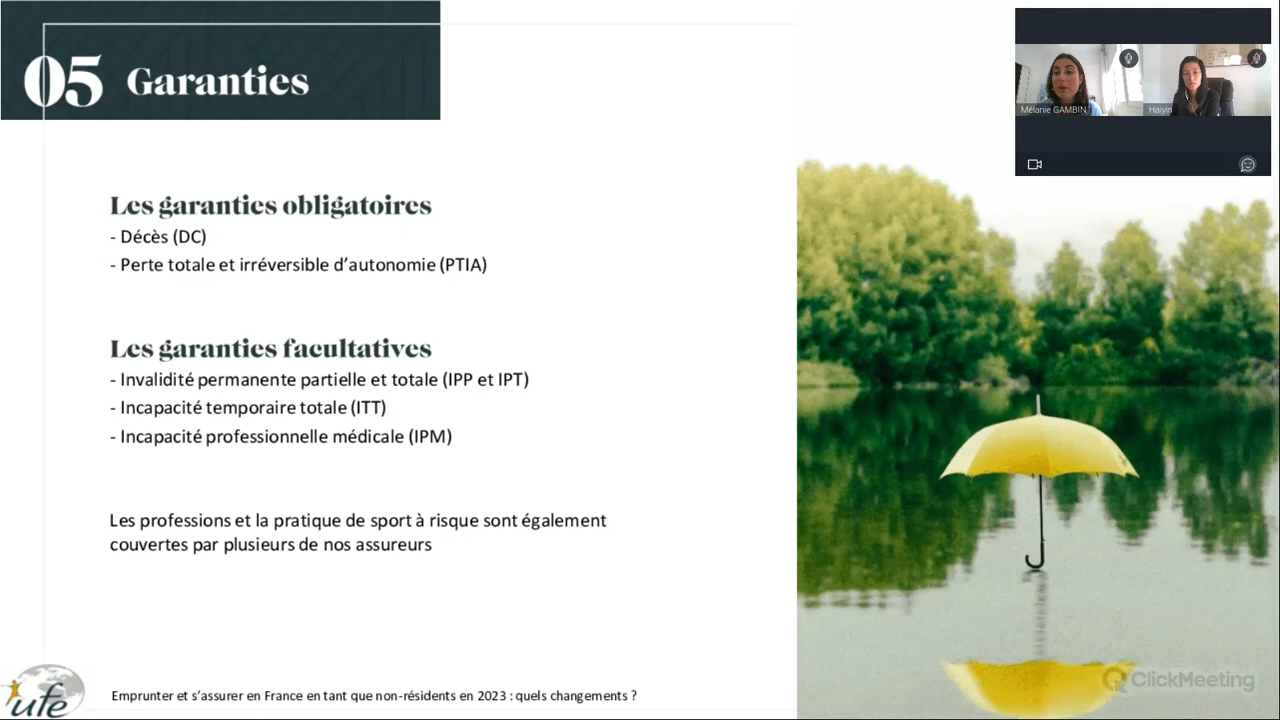 05 Garanties
Mélanie GAMBIN
Haiyin
Les garanties obligatoires
- Décès (DC)
- Perte totale et irréversible d’autonomie (PTIA)
Les garanties facultatives
- Invalidité permanente partielle et totale (IPP et IPT)
- Incapacité temporaire totale (ITT)
- Incapacité professionnelle médicale (IPM)
Les professions et la pratique de sport à risque sont également
couvertes par plusieurs de nos assureurs
ufe
Emprunter et s’assurer en France en tant que non-résidents en 2023 : quels changements ?
ClickMeeting